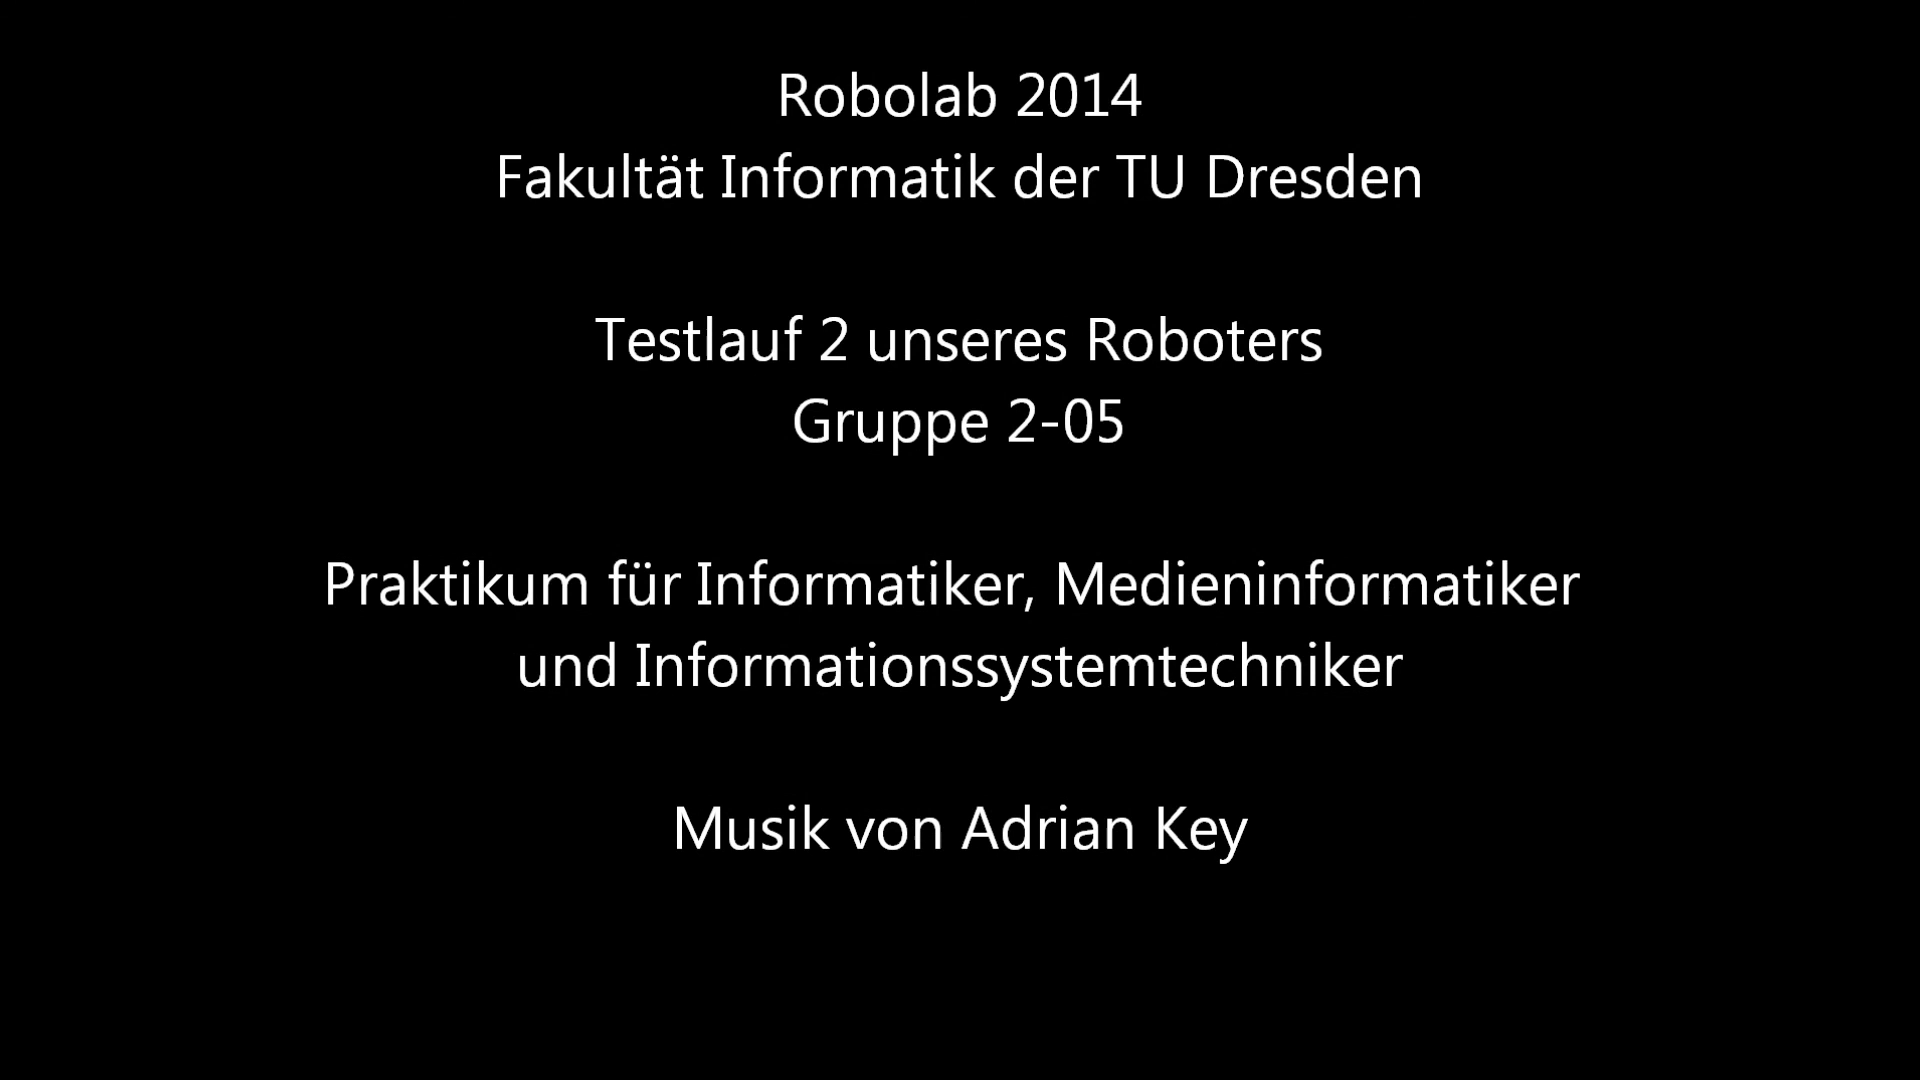 Robolab 2014
Fakultät Informatik der TU Dresden
Testlauf 2 unseres Roboters
Gruppe 2-05
Praktikum für Informatiker, Medieninformatiker
und Informationssystemtechniker
Musik von Adrian Key